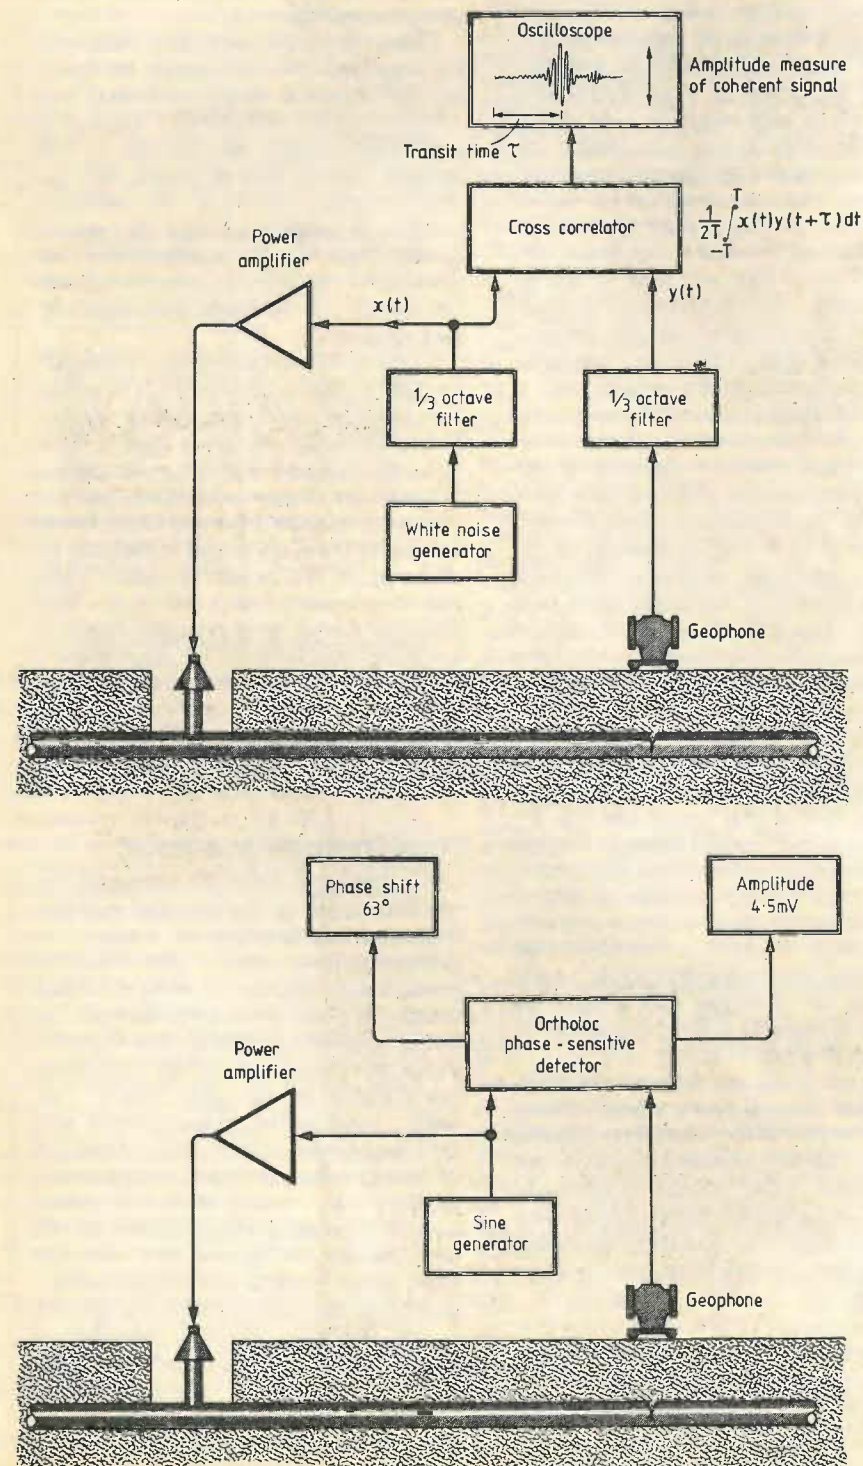 Oscilloscope
Amplitude measure
of coherent signal
Transit time τ
Cross correlator
1/2T ∫ T -T x(t)y(t+τ)dt
Power
amplifier
x(t)
y(t)
1/3 octave
filter
1/3 octave
filter
White noise
generator
Geophone
Phase shift
63°
Amplitude
4·5mV
Ortholoc
phase-sensitive
detector
Power
amplifier
Sine
generator
Geophone